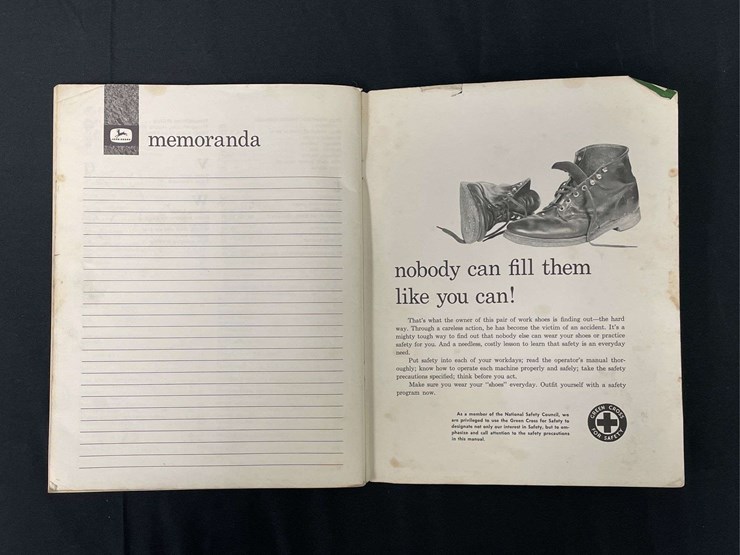 memoranda
nobody can fill them
like you can!
That's what the owner of this pair of work shoes is finding out—the hard
way. Through a careless action, he has become the victim of an accident. It's a
mighty tough way to find out that nobody else can wear your shoes or practice
safety for you. And a needless, costly lesson to learn that safety is an everyday
need.
Put safety into each of your workdays; read the operator's manual thor-
oughly; know how to operate each machine properly and safely; take the safety
precautions specified; think before you act.
Make sure you wear your "shoes" everyday. Outfit yourself with a safety
program now.
As a member of the National Safety Council, we
are privileged to use the Green Cross for Safety to
designate not only our interest in Safety, but to em-
phasize and call attention to the safety precautions
in this manual.
GREEN CROSS
FOR SAFETY